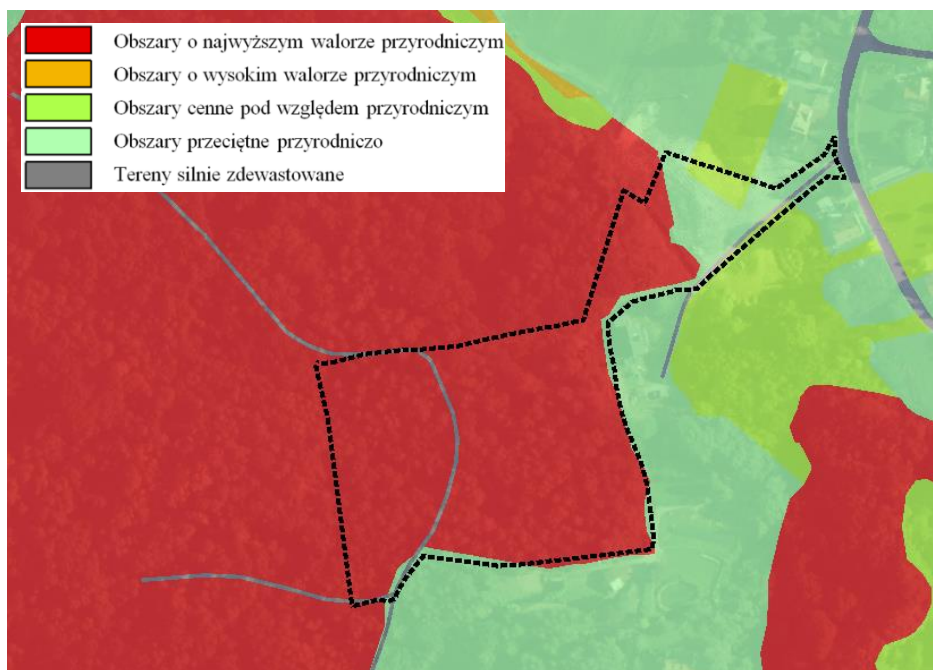 Obszary o najwyższym walorze przyrodniczym
Obszary o wysokim walorze przyrodniczym
Obszary cenne pod względem przyrodniczym
Obszary przeciętne przyrodniczo
Tereny silnie zdewastowane